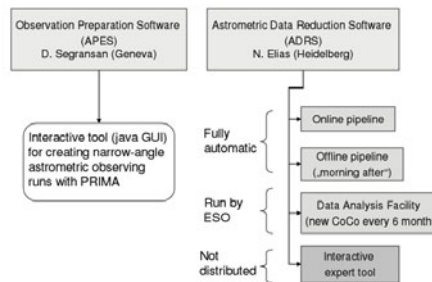 Observation Preparation Software
(APES)
D. Segransan (Geneva)
Interactive tool (java GUI)
for creating narrow-angle
astrometric observing
runs with PRIMA
Astrometric Data Reduction Software
(ADRS)
N. Elias (Heidelberg)
Fully
automatic
Online pipeline
Offline pipeline
(„morning after“)
Run by
ESO
Data Analysis Facility
(new CoCo every 6 month
Not
distributed
Interactive
expert tool